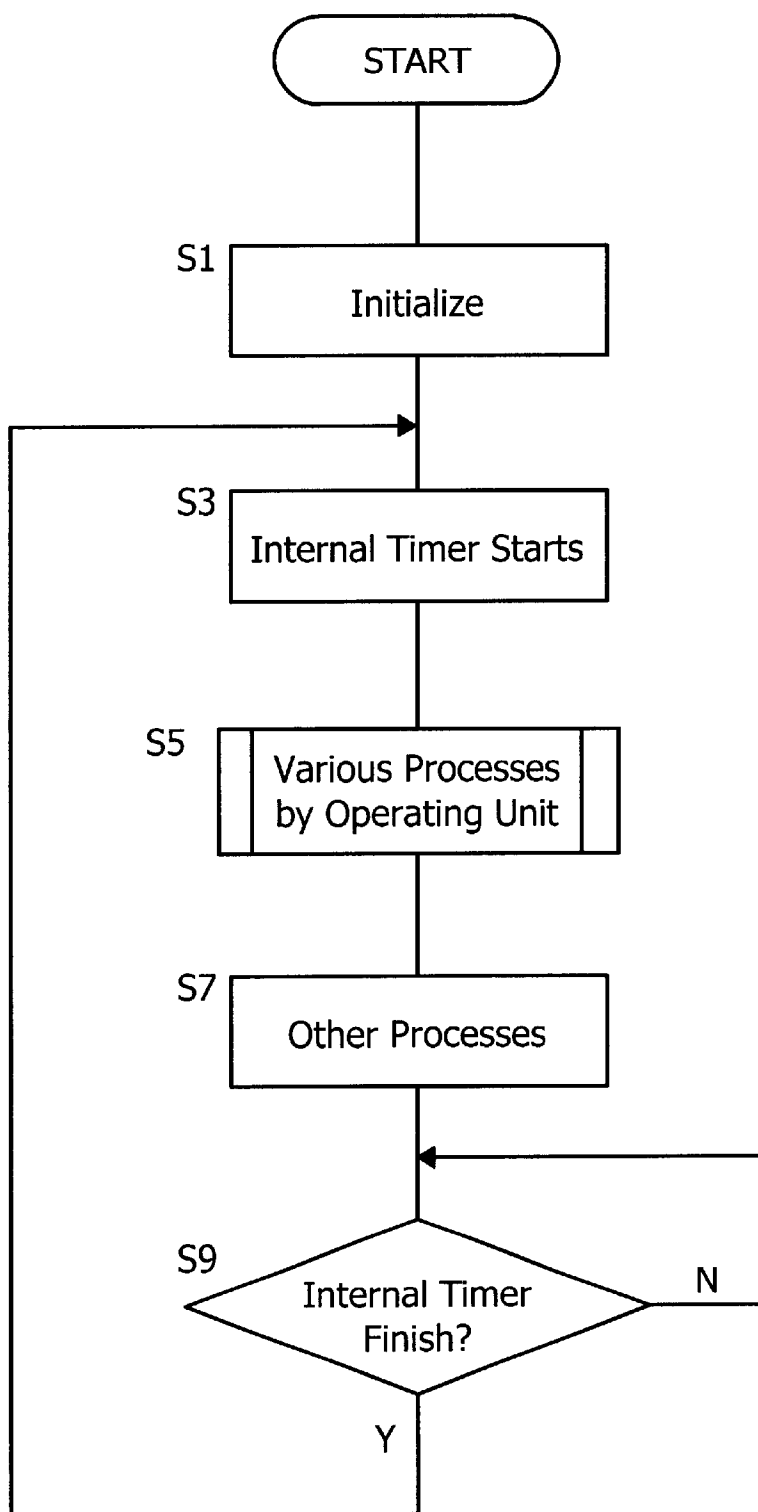 START
S1
Initialize
S3
Internal Timer Starts
S5
Various Processes
by Operating Unit
S7
Other Processes
S9
Internal Timer
Finish?
N
Y